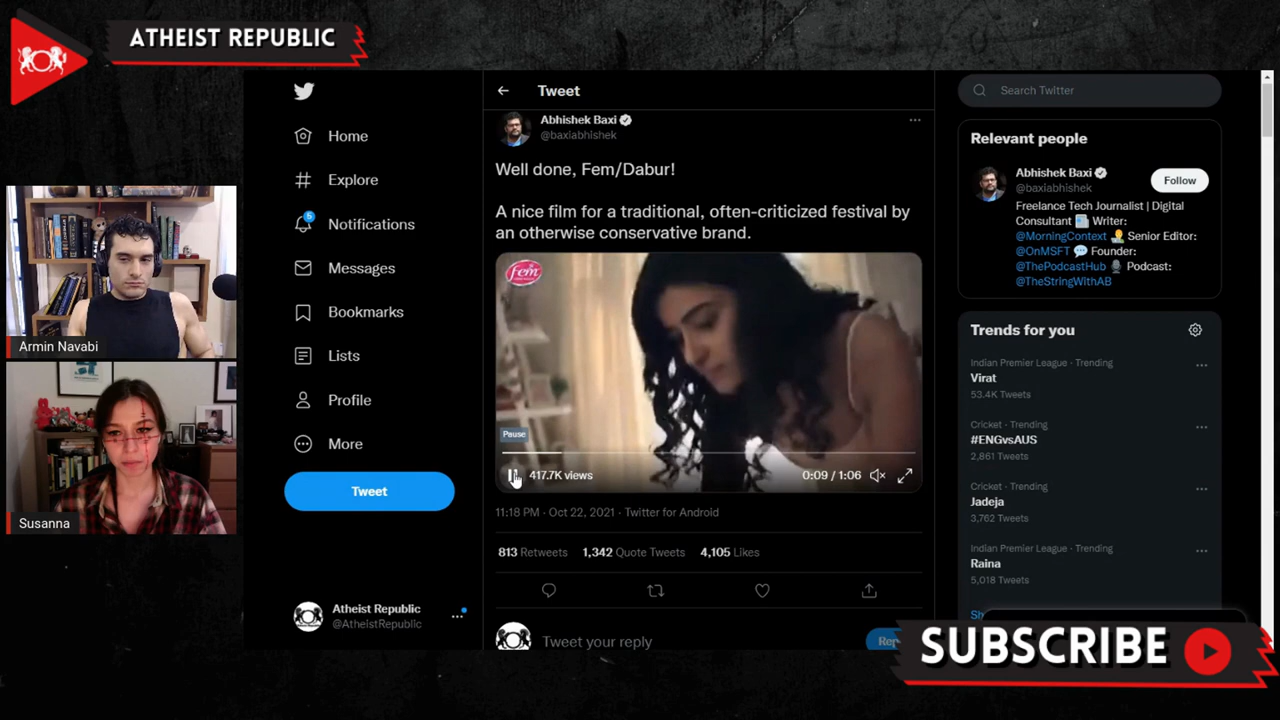 ATHEIST REPUBLIC
Armin Navabi
Susanna
Home
Explore
5
Notifications
Messages
Bookmarks
Lists
Profile
More
Tweet
Atheist Republic
@AtheistRepublic
Tweet
Abhishek Baxi
@baxiabhishek
Well done, Fem/Dabur!
A nice film for a traditional, often-criticized festival by
an otherwise conservative brand.
fem
Pause
417.7K views
0:09 / 1:06
11:18 PM · Oct 22, 2021 · Twitter for Android
813 Retweets 1,342 Quote Tweets 4,105 Likes
Tweet your reply
Rep
Search Twitter
Relevant people
Abhishek Baxi
@baxiabhishek
Follow
Freelance Tech Journalist | Digital
Consultant Writer:
@MorningContext Senior Editor:
@OnMSFT Founder:
@ThePodcastHub Podcast:
@TheStringWithAB
Trends for you
Indian Premier League · Trending
Virat
53.4K Tweets
Cricket · Trending
#ENGvsAUS
2,861 Tweets
Cricket · Trending
Jadeja
3,762 Tweets
Indian Premier League · Trending
Raina
5,018 Tweets
Sh
SUBSCRIBE